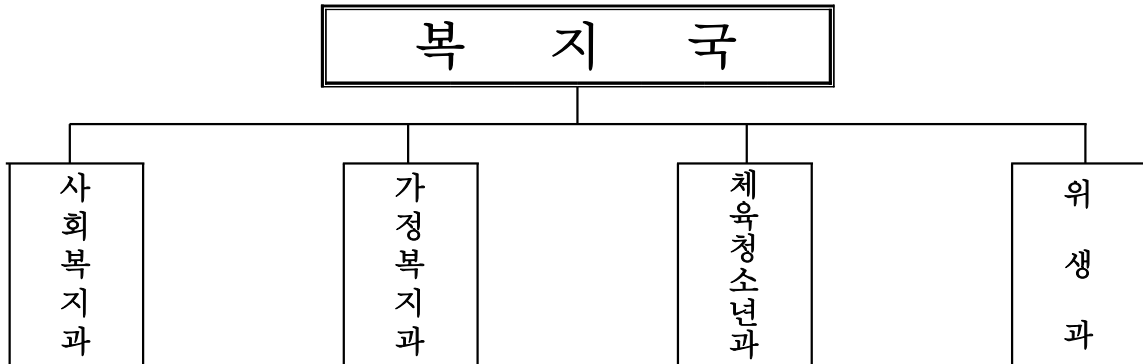 복 지 국
사회복지과
가정복지과
체육청소년과
위생과